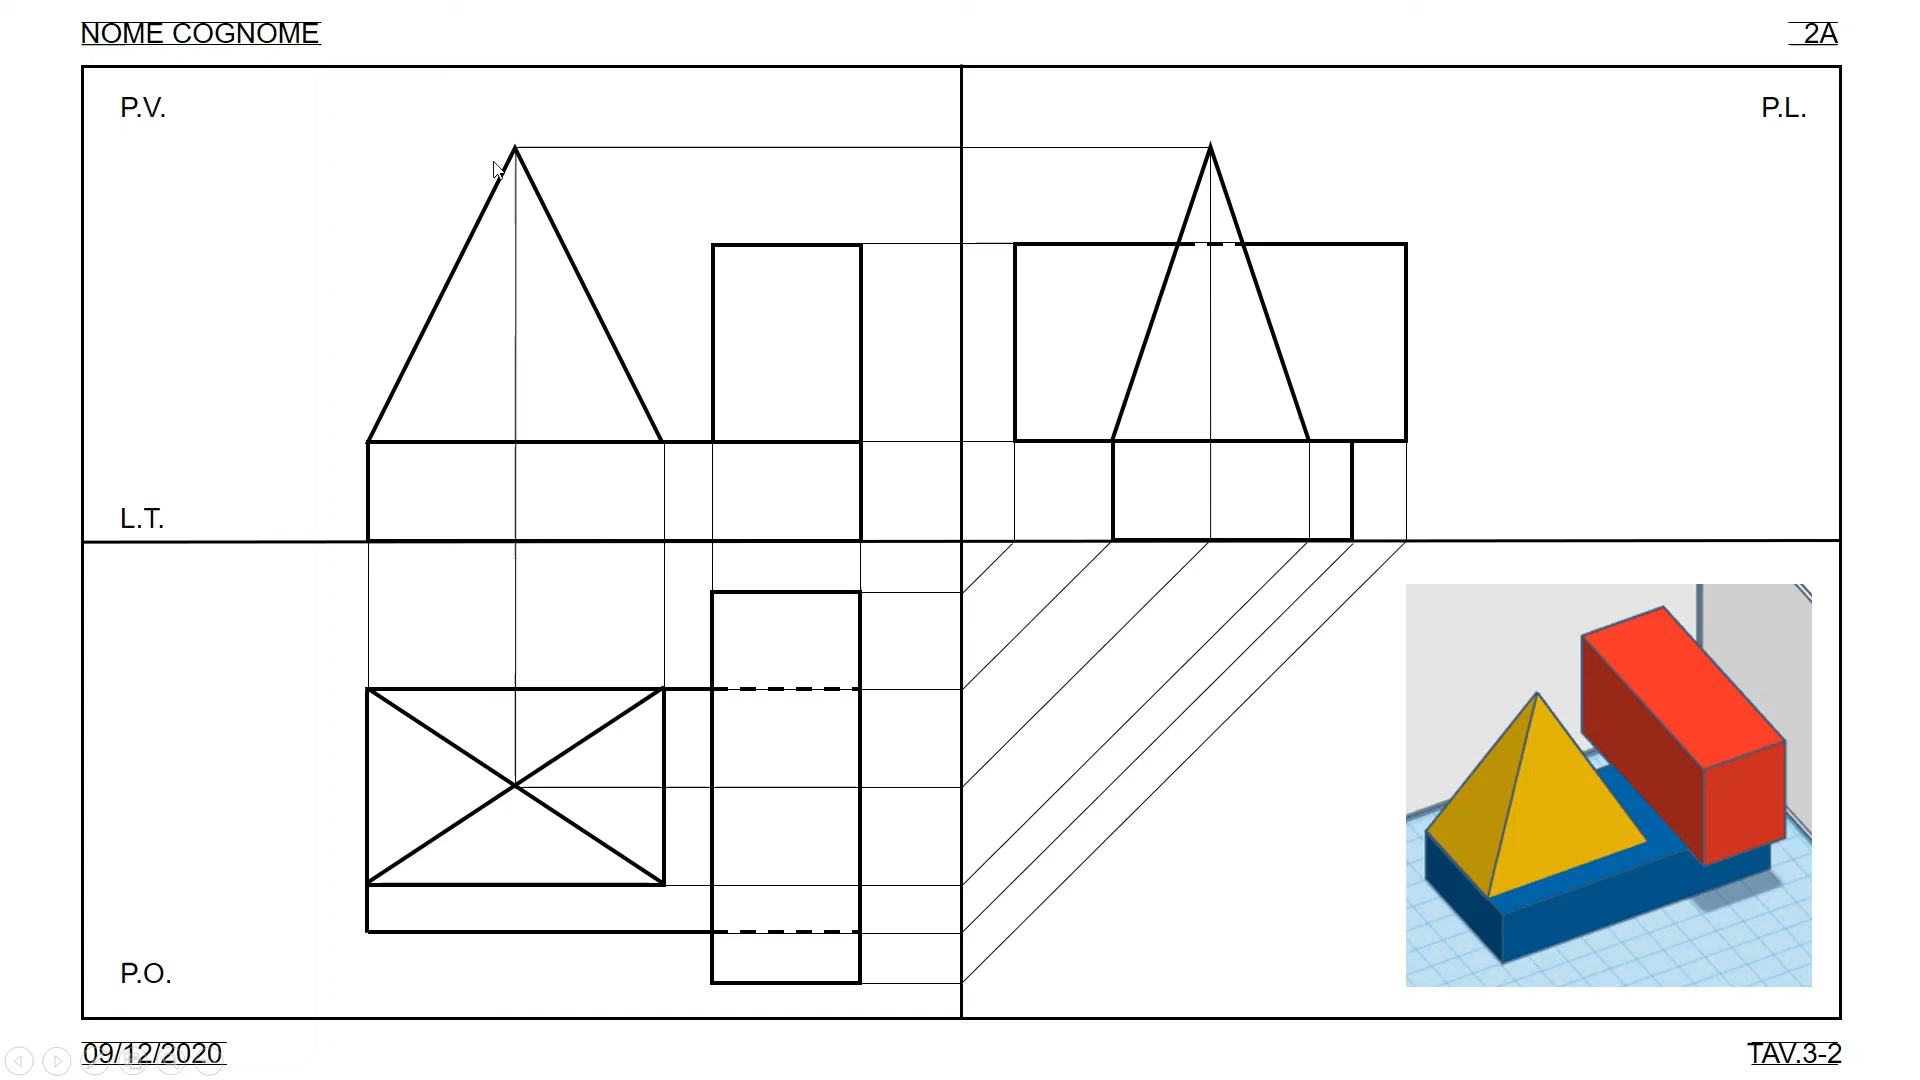 NOME COGNOME
2A
P.V.
P.L.
L.T.
P.O.
09/12/2020
TAV.3-2